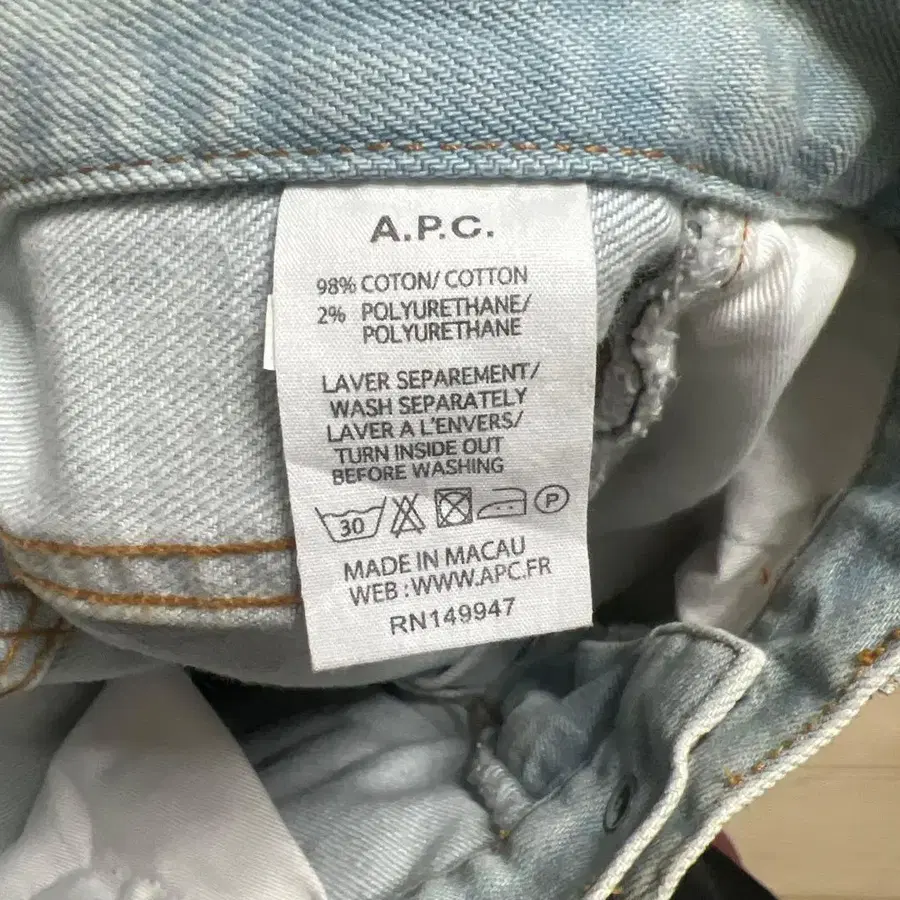 A.P.C.
98% COTON/ COTTON
2% POLYURETHANE/
POLYURETHANE
LAVER SEPAREMENT/
WASH SEPARATELY
LAVER A L'ENVERS/
TURN INSIDE OUT
BEFORE WASHING
30 P
MADE IN MACAU
WEB : WWW.APC.FR
RN149947